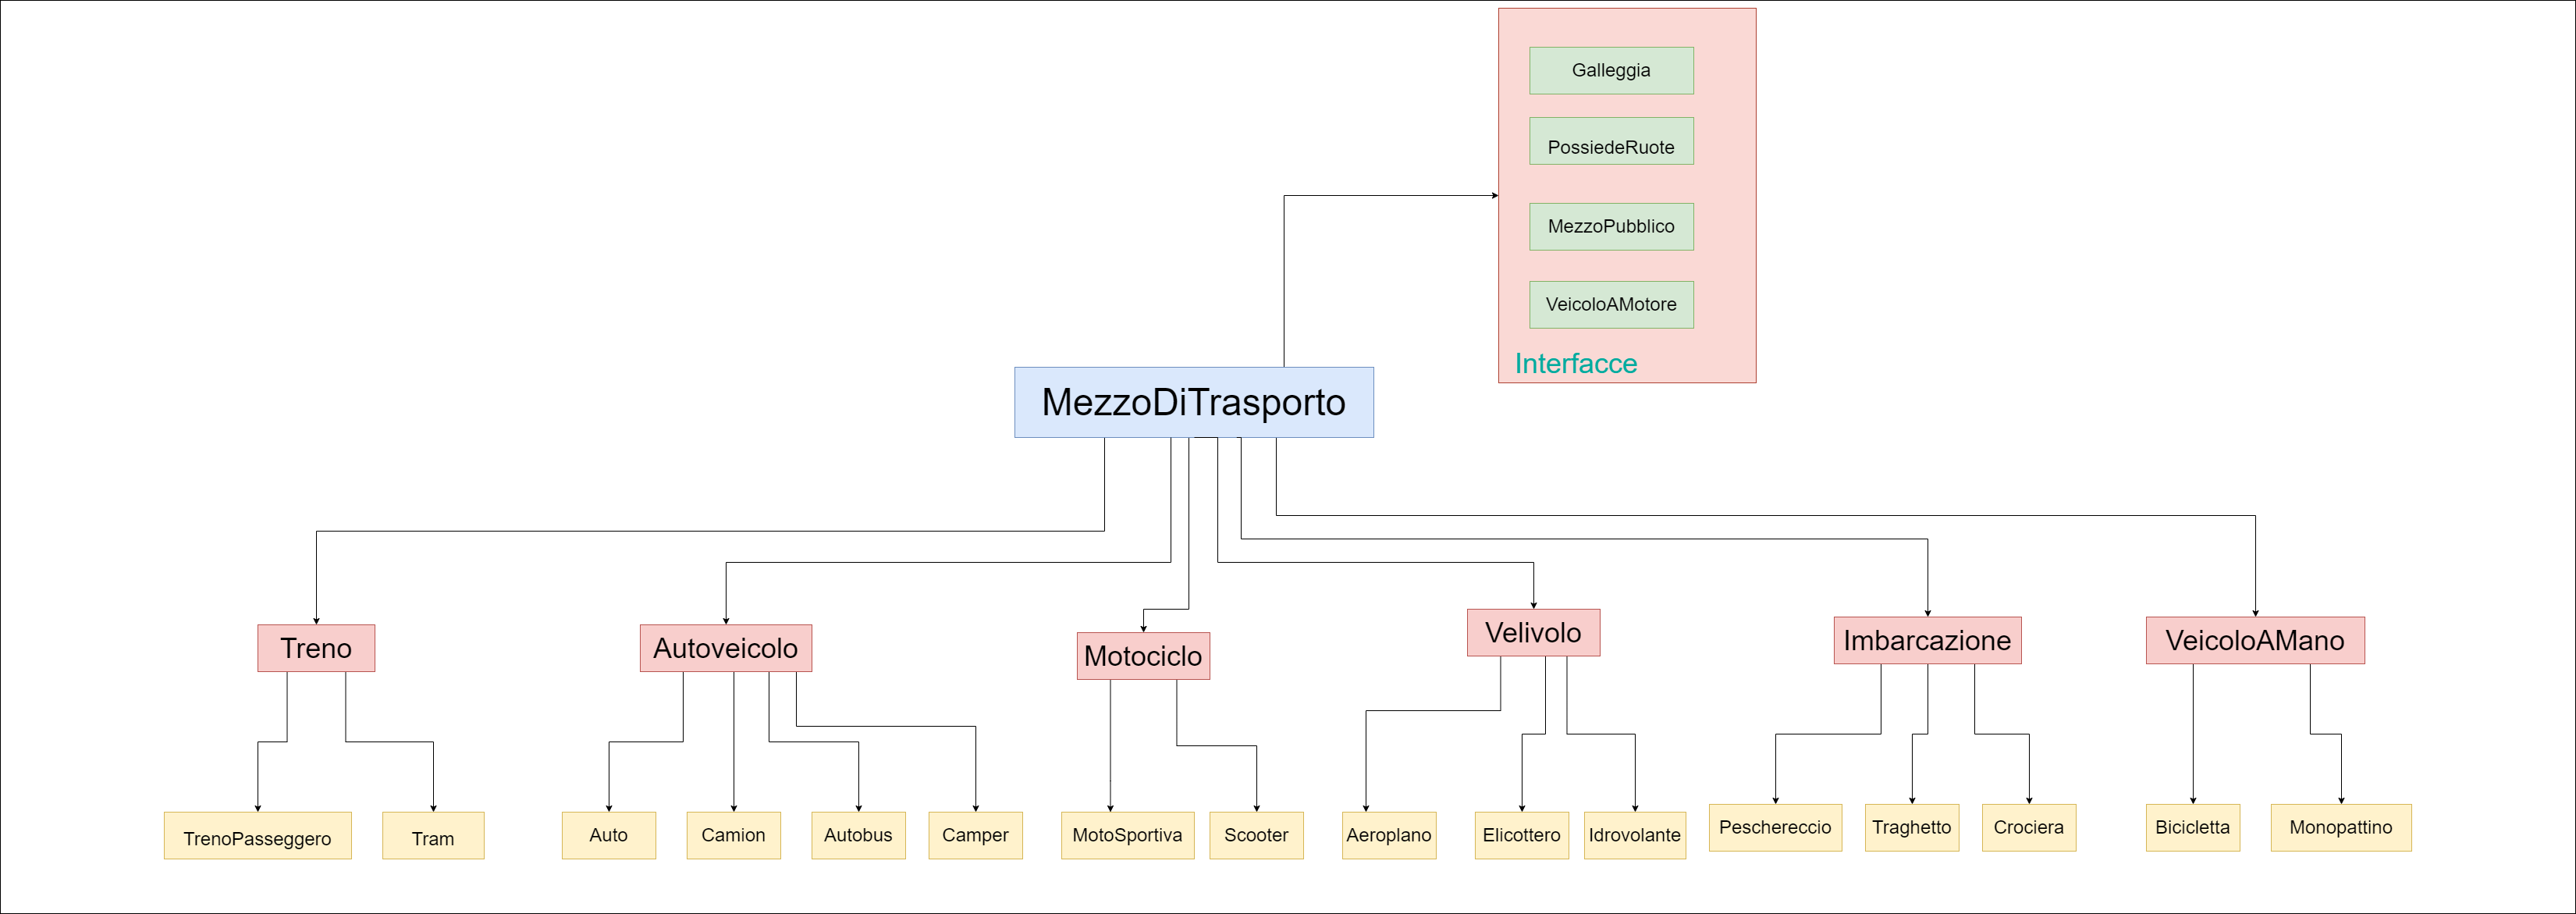 Galleggia
PossiedeRuote
MezzoPubblico
VeicoloAMotore
Interfacce
MezzoDiTrasporto
Treno
Autoveicolo
Motociclo
Velivolo
Imbarcazione
VeicoloAMano
TrenoPasseggero
Tram
Auto
Camion
Autobus
Camper
MotoSportiva
Scooter
Aeroplano
Elicottero
Idrovolante
Peschereccio
Traghetto
Crociera
Bicicletta
Monopattino